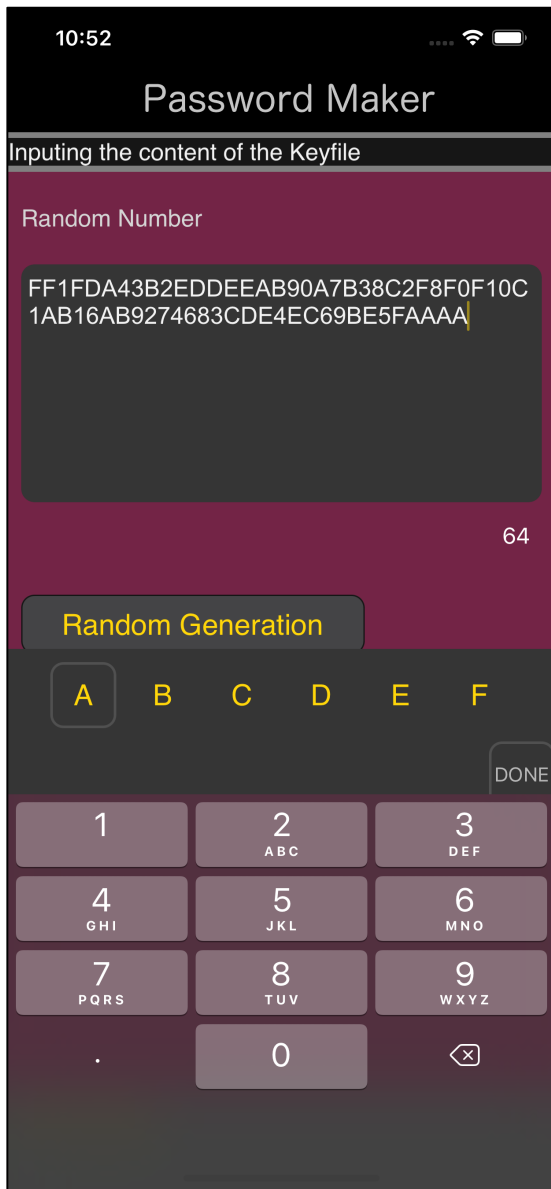 10:52
Password Maker
Inputing the content of the Keyfile
Random Number
FF1FDA43B2EDDEEAB90A7B38C2F8F0F10C
1AB16AB9274683CDE4EC69BE5FAAAA
64
Random Generation
A B C D E F
DONE
1 2 3
ABC DEF
4 5 6
GHI JKL MNO
7 8 9
PQRS TUV WXYZ
. 0